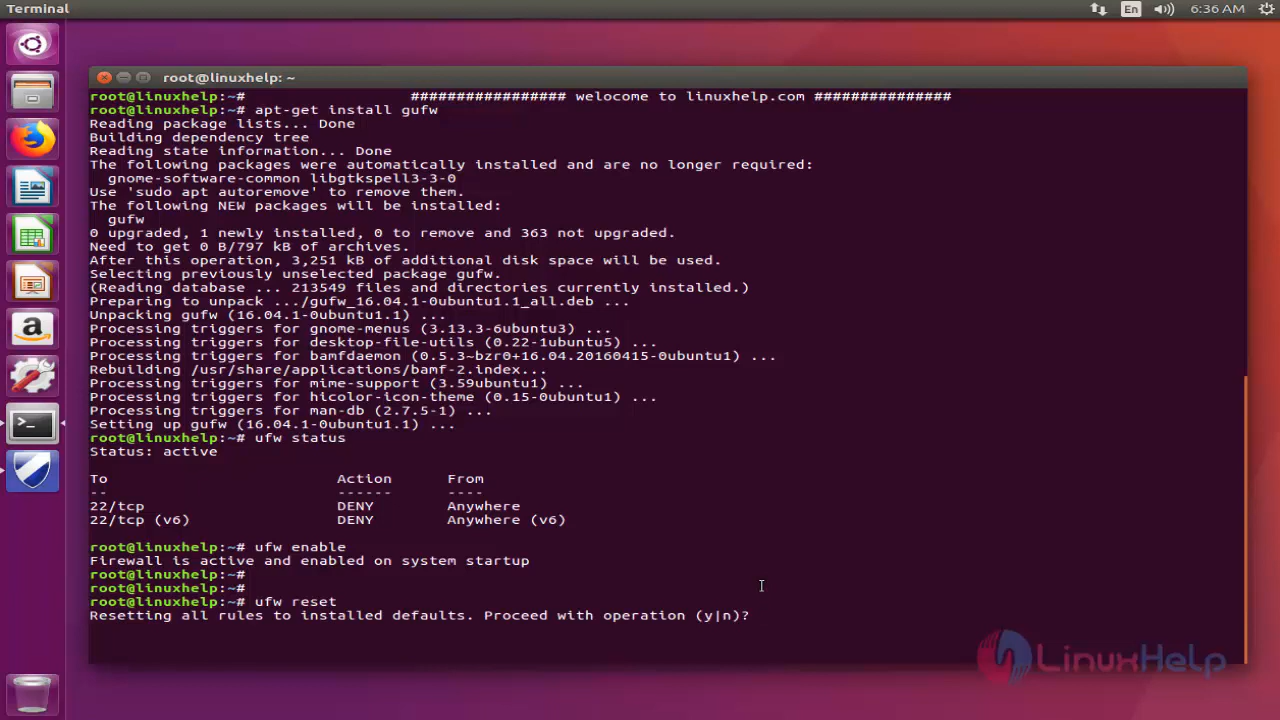 Terminal
En
6:36 AM
root@linuxhelp: ~
root@linuxhelp:~# ################# welocome to linuxhelp.com ###############
root@linuxhelp:~# apt-get install gufw
Reading package lists... Done
Building dependency tree
Reading state information... Done
The following packages were automatically installed and are no longer required:
gnome-software-common libgtkspell3-3-0
Use 'sudo apt autoremove' to remove them.
The following NEW packages will be installed:
gufw
0 upgraded, 1 newly installed, 0 to remove and 363 not upgraded.
Need to get 0 B/797 kB of archives.
After this operation, 3,251 kB of additional disk space will be used.
Selecting previously unselected package gufw.
(Reading database ... 213549 files and directories currently installed.)
Preparing to unpack .../gufw_16.04.1-0ubuntu1.1_all.deb ...
Unpacking gufw (16.04.1-0ubuntu1.1) ...
Processing triggers for gnome-menus (3.13.3-6ubuntu3) ...
Processing triggers for desktop-file-utils (0.22-1ubuntu5) ...
Processing triggers for bamfdaemon (0.5.3~bzr0+16.04.20160415-0ubuntu1) ...
Rebuilding /usr/share/applications/bamf-2.index...
Processing triggers for mime-support (3.59ubuntu1) ...
Processing triggers for hicolor-icon-theme (0.15-0ubuntu1) ...
Processing triggers for man-db (2.7.5-1) ...
Setting up gufw (16.04.1-0ubuntu1.1) ...
root@linuxhelp:~# ufw status
Status: active
To Action From
-- ------ ----
22/tcp DENY Anywhere
22/tcp (v6) DENY Anywhere (v6)
root@linuxhelp:~# ufw enable
Firewall is active and enabled on system startup
root@linuxhelp:~#
root@linuxhelp:~#
root@linuxhelp:~# ufw reset
Resetting all rules to installed defaults. Proceed with operation (y|n)?
LinuxHelp